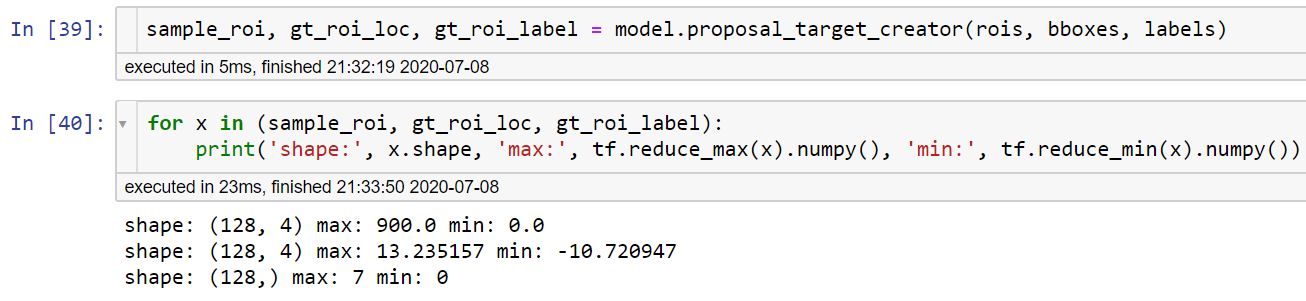 In [39]: sample_roi, gt_roi_loc, gt_roi_label = model.proposal_target_creator(rois, bboxes, labels)
executed in 5ms, finished 21:32:19 2020-07-08
In [40]: for x in (sample_roi, gt_roi_loc, gt_roi_label):
    print('shape:', x.shape, 'max:', tf.reduce_max(x).numpy(), 'min:', tf.reduce_min(x).numpy())
executed in 23ms, finished 21:33:50 2020-07-08
shape: (128, 4) max: 900.0 min: 0.0
shape: (128, 4) max: 13.235157 min: -10.720947
shape: (128,) max: 7 min: 0